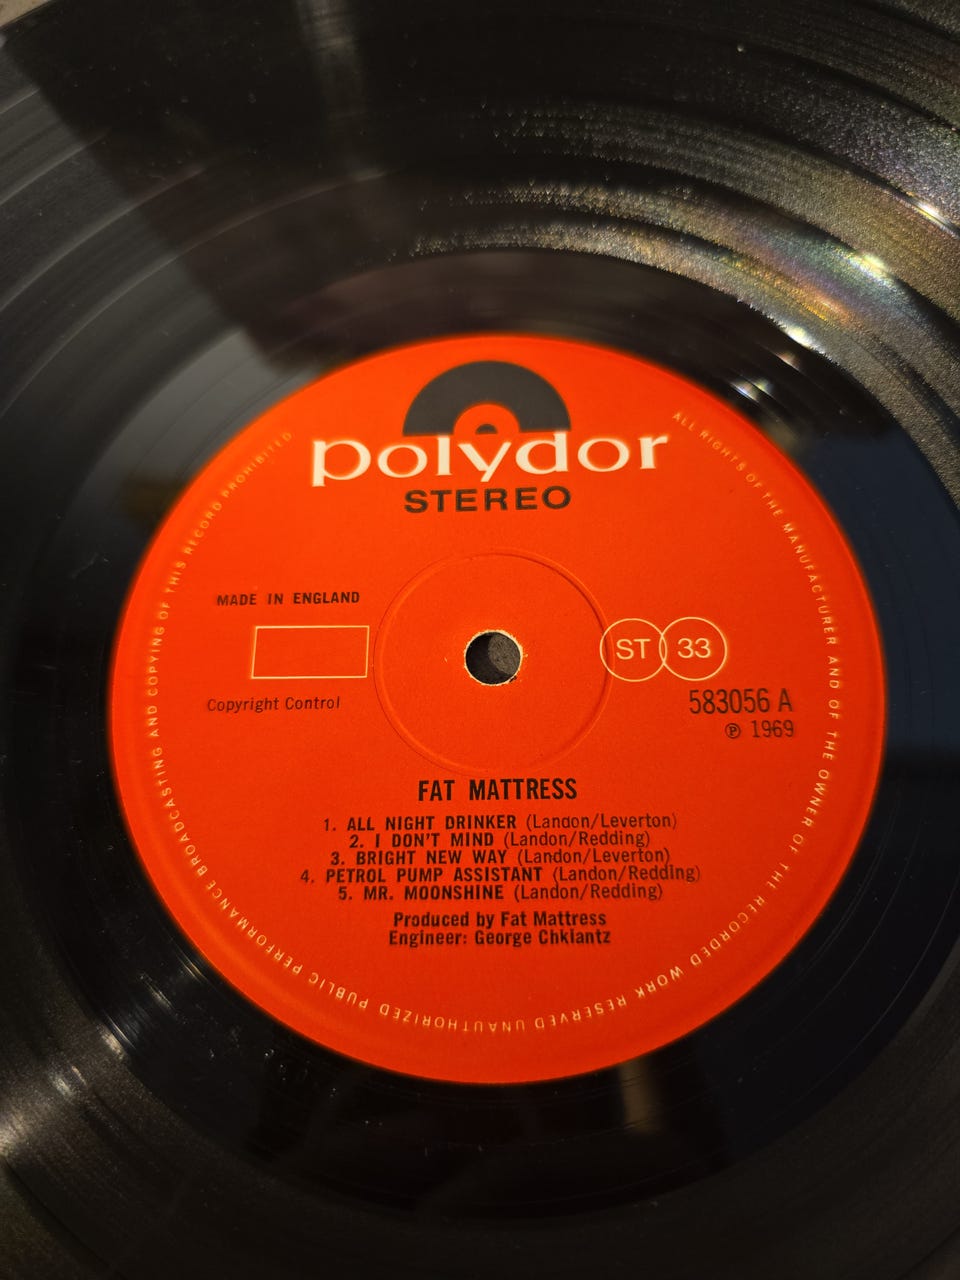 polydor
STEREO
ALL RIGHTS OF THE MANUFACTURER AND OF THE OWNER OF THE RECORDED WORK RESERVED UNAUTHORIZED PUBLIC PERFORMANCE BROADCASTING AND COPYING OF THIS RECORD PROHIBITED
MADE IN ENGLAND
ST 33
Copyright Control
583056 A
℗ 1969
FAT MATTRESS
1. ALL NIGHT DRINKER (Landon/Leverton)
2. I DON'T MIND (Landon/Redding)
3. BRIGHT NEW WAY (Landon/Leverton)
4. PETROL PUMP ASSISTANT (Landon/Redding)
5. MR. MOONSHINE (Landon/Redding)
Produced by Fat Mattress
Engineer: George Chkiantz